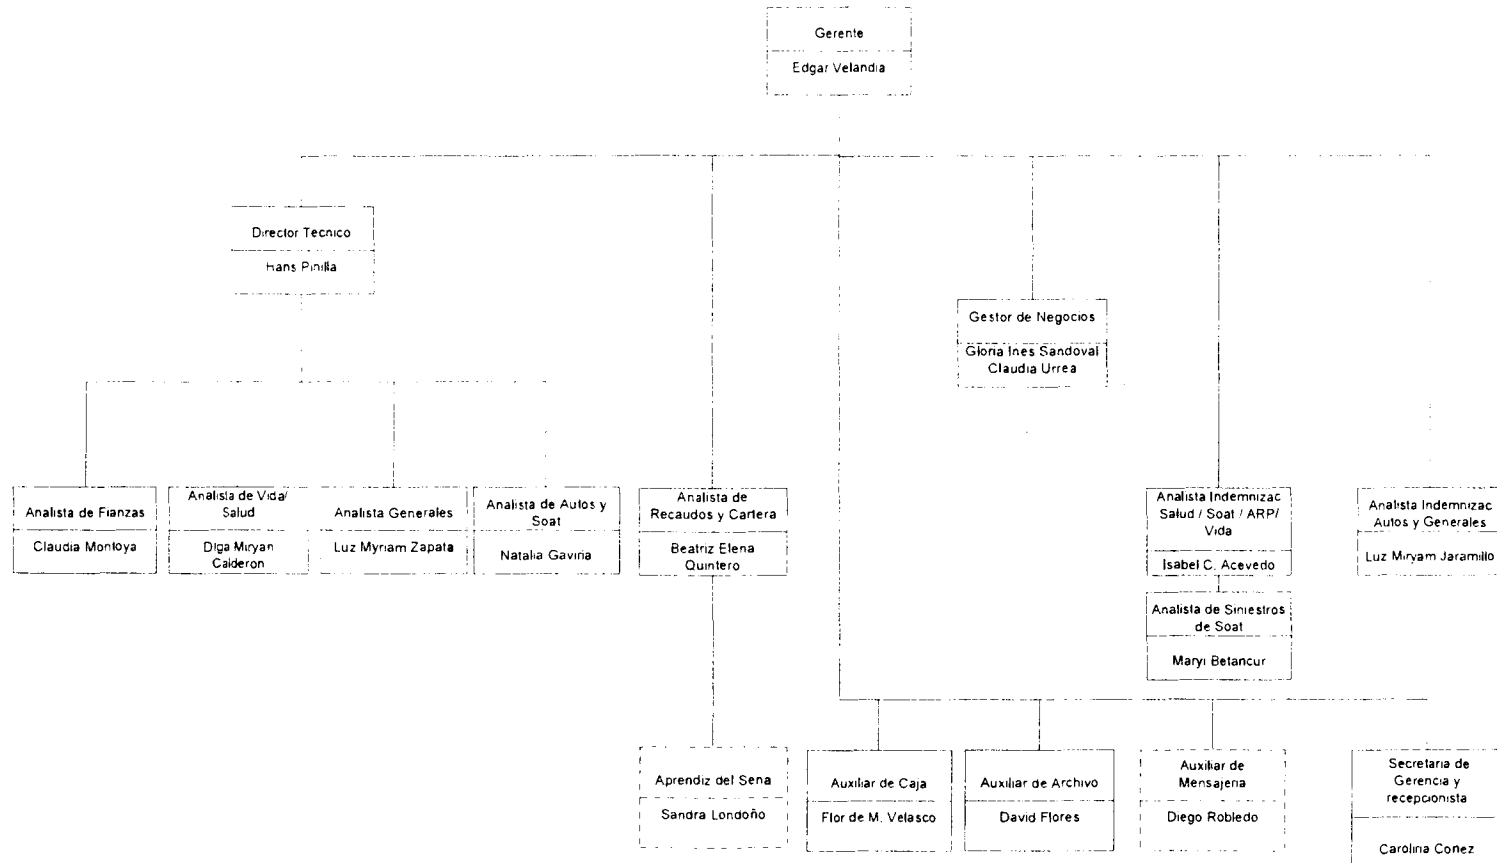 Gerente
Edgar Velandia
Director Tecnico
Hans Pinilla
Gestor de Negocios
Gloria Ines Sandoval
Claudia Urrea
Analista de Fianzas
Claudia Montoya
Analista de Vida/
Salud
Olga Miryan
Calderon
Analista Generales
Luz Myriam Zapata
Analista de Autos y
Soat
Natalia Gaviria
Analista de
Recaudos y Cartera
Beatriz Elena
Quintero
Analista Indemnizac
Salud / Soat / ARP/
Vida
Isabel C. Acevedo
Analista Indemnizac
Autos y Generales
Luz Miryam Jaramillo
Analista de Siniestros
de Soat
Maryi Betancur
Aprendiz del Sena
Sandra Londoño
Auxiliar de Caja
Flor de M. Velasco
Auxiliar de Archivo
David Flores
Auxiliar de
Mensajeria
Diego Robledo
Secretaria de
Gerencia y
recepcionista
Carolina